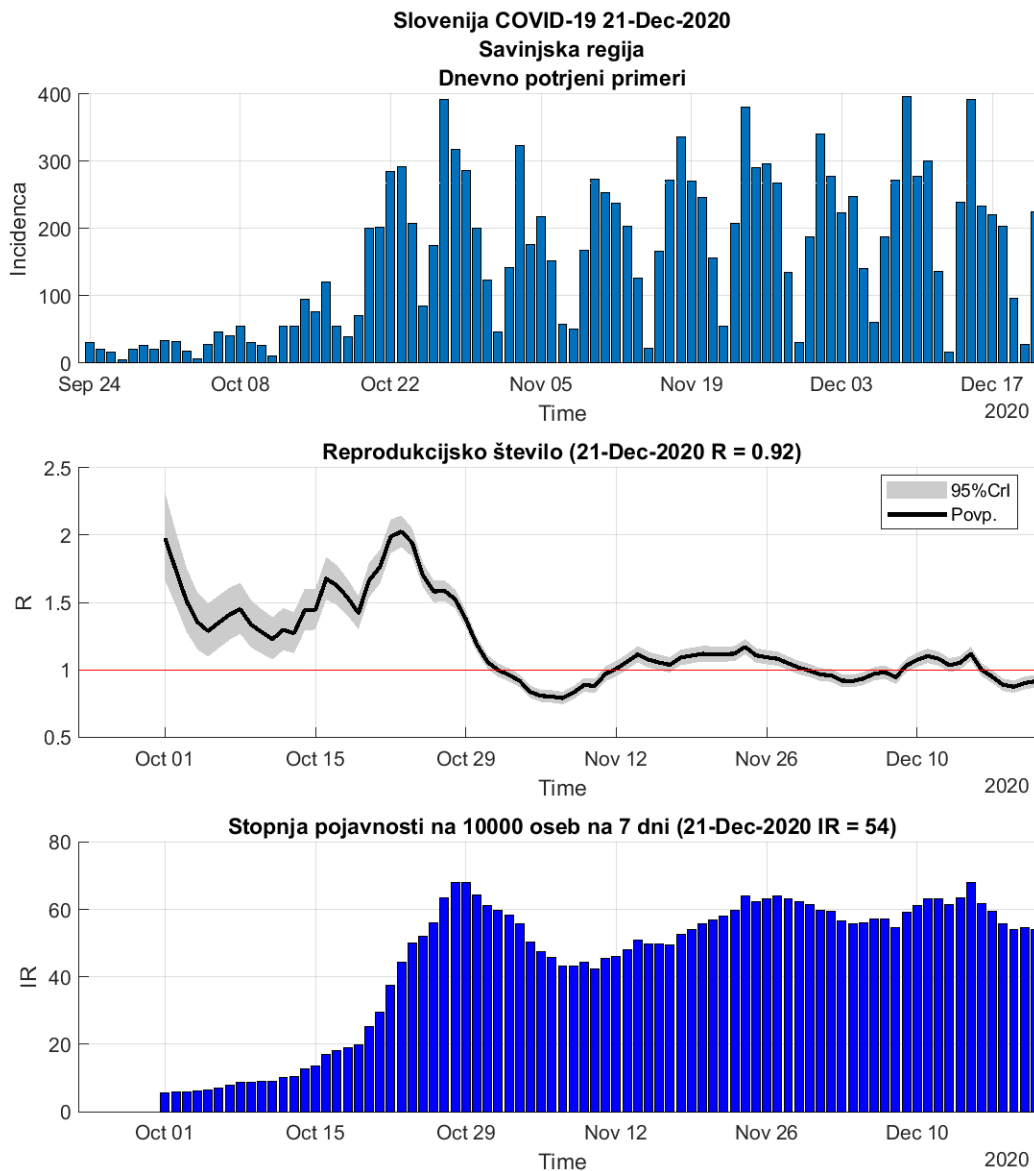 Slovenija COVID-19 21-Dec-2020
Savinjska regija
Dnevno potrjeni primeri
400
300
200
100
0
Incidenca
Sep 24 Oct 08 Oct 22 Nov 05 Nov 19 Dec 03 Dec 17
Time
2020
Reprodukcijsko število (21-Dec-2020 R = 0.92)
2.5
2
1.5
1
0.5
R
95%CrI
Povp.
Oct 01 Oct 15 Oct 29 Nov 12 Nov 26 Dec 10
Time
2020
Stopnja pojavnosti na 10000 oseb na 7 dni (21-Dec-2020 IR = 54)
80
60
40
20
0
IR
Oct 01 Oct 15 Oct 29 Nov 12 Nov 26 Dec 10
Time
2020